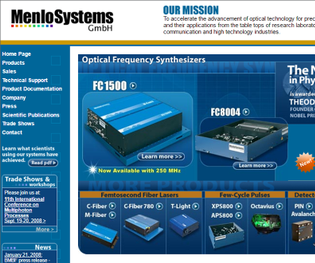 MenloSystems
GmbH
OUR MISSION
To accelerate the advancement of optical technology for prec
and their applications from the table tops of research laborato
communication and high technology industries.
Home Page
Products
Sales
Technical Support
Product Documentation
Company
Press
Scientific Publications
Trade Shows
Contact
Learn what scientists
using our systems have
achieved.
Read pdf >
Trade Shows &
workshops
Please join us at:
11th International
Conference on
Multiphoton
Processes
Sept. 19-20, 2008:
News
January 21, 2008:
BMBF press release -
Optical Frequency Synthesizers
FC1500
Learn more >>
Now Available with 250 MHz
FC8004
Learn more >>
The N
in Phy
is awarde
THEOD
FOUNDER
NOBEL PR
New!
Femtosecond Fiber Lasers
C-Fiber
C-Fiber 780
T-Light
M-Fiber
Few-Cycle Pulses
XPS800
Octavius
APS800
Detect
PIN
Avalanch